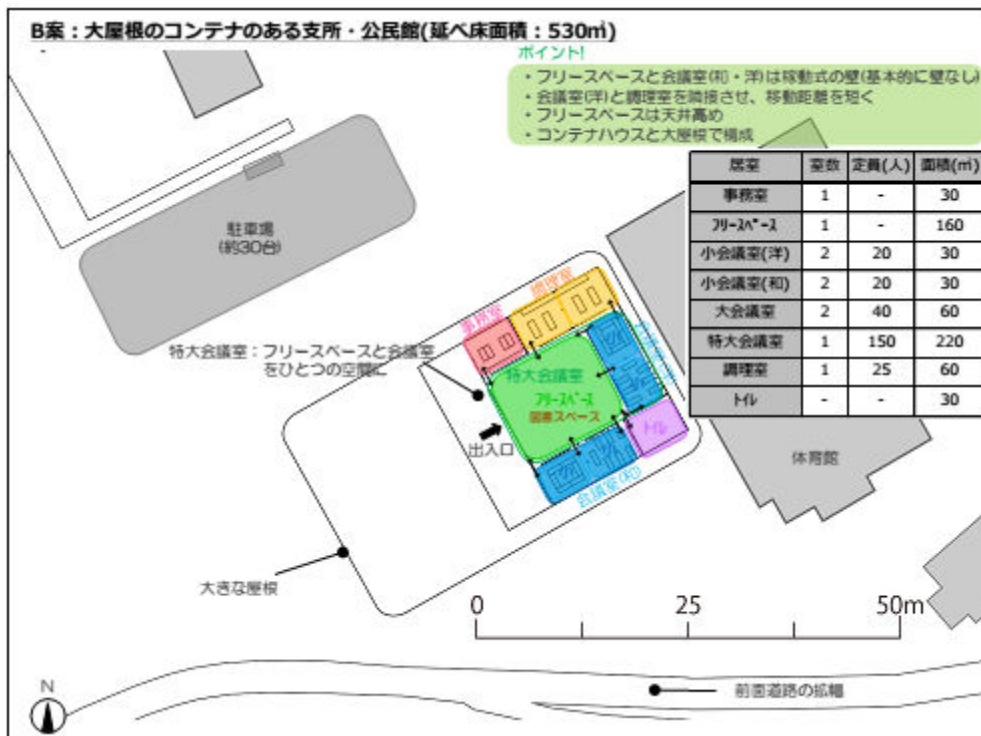 B案：大屋根のコンテナのある支所・公民館(延べ床面積：530㎡)
ポイント!
・フリースペースと会議室(和・洋)は稼動式の壁(基本的に壁なし)
・会議室(洋)と調理室を隣接させ、移動距離を短く
・フリースペースは天井高め
・コンテナハウスと大屋根で構成
居室 室数 定員(人) 面積(㎡)
事務室 1 - 30
フリースペース 1 - 160
小会議室(洋) 2 20 30
小会議室(和) 2 20 30
大会議室 2 40 60
特大会議室 1 150 220
調理室 1 25 60
トイレ - - 30
駐車場
(約30台)
調理室
事務室
特大会議室：フリースペースと会議室
をひとつの空間に
特大会議室
フリースペース
図書スペース
トイレ
出入口
会議室(和)
体育館
大きな屋根
0 25 50m
N
前面道路の拡幅